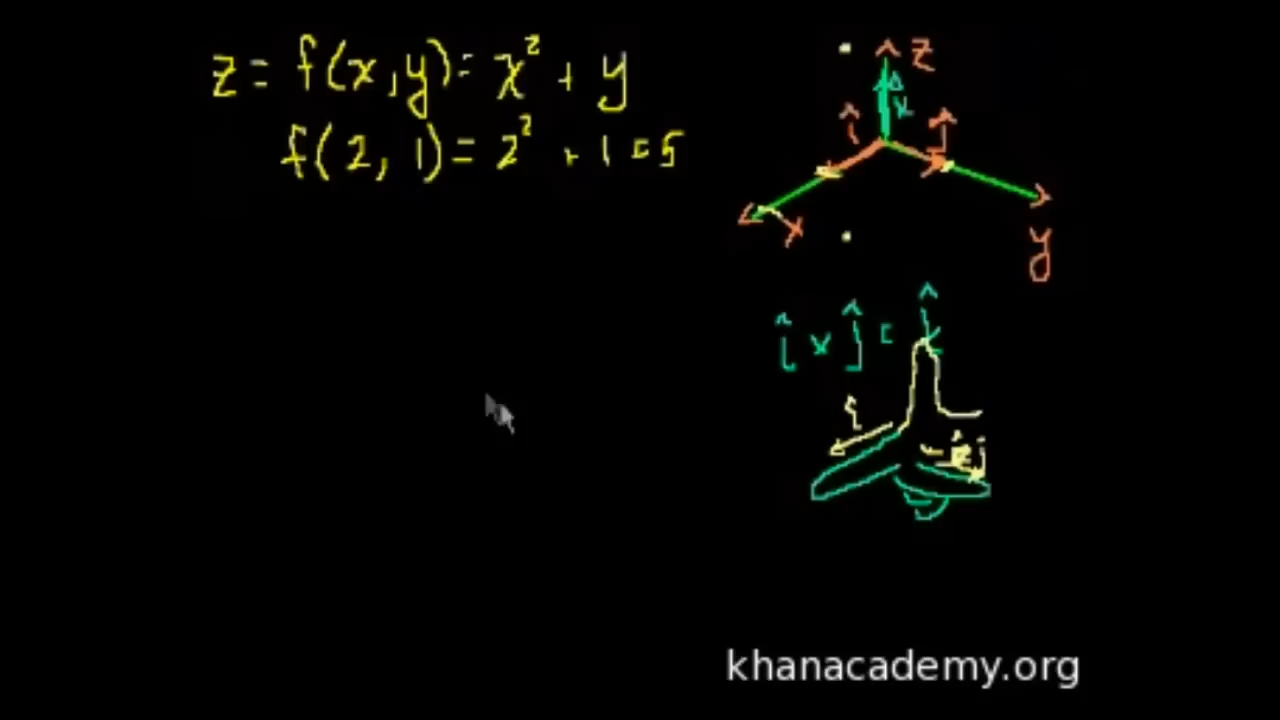 z = f(x,y) = x² + y
f(2, 1) = 2² + 1 = 5
z
k̂
î
ĵ
x
y
î × ĵ = k̂
i
j
khanacademy.org